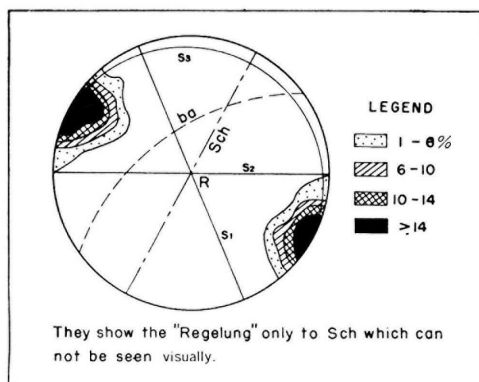 S3
ba
Sch
LEGEND
1 - 6%
6 - 10
10 - 14
>14
R
S2
S1
They show the "Regelung" only to Sch which can
not be seen visually.